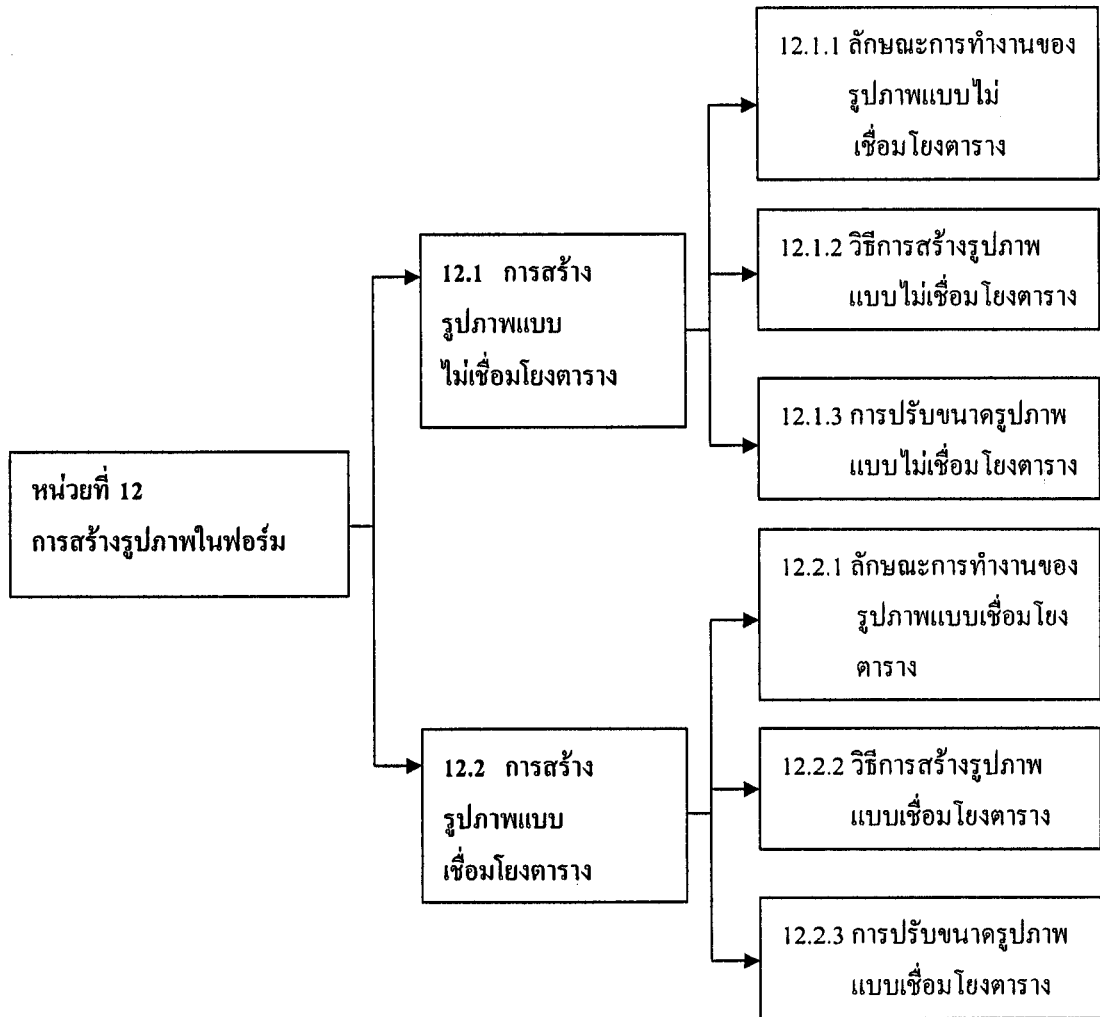 หน่วยที่ 12
การสร้างรูปภาพในฟอร์ม
12.1 การสร้าง
รูปภาพแบบ
ไม่เชื่อมโยงตาราง
12.1.1 ลักษณะการทำงานของ
รูปภาพแบบไม่
เชื่อมโยงตาราง
12.1.2 วิธีการสร้างรูปภาพ
แบบไม่เชื่อมโยงตาราง
12.1.3 การปรับขนาดรูปภาพ
แบบไม่เชื่อมโยงตาราง
12.2 การสร้าง
รูปภาพแบบ
เชื่อมโยงตาราง
12.2.1 ลักษณะการทำงานของ
รูปภาพแบบเชื่อมโยง
ตาราง
12.2.2 วิธีการสร้างรูปภาพ
แบบเชื่อมโยงตาราง
12.2.3 การปรับขนาดรูปภาพ
แบบเชื่อมโยงตาราง